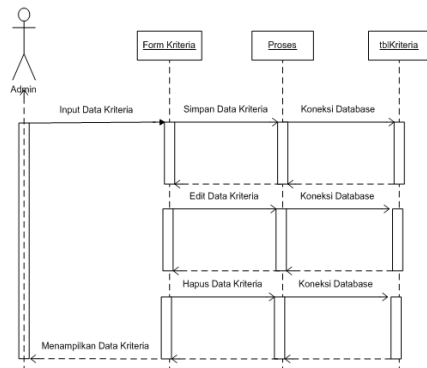 Form Kriteria
Proses
tblKriteria
Admin
Input Data Kriteria
Simpan Data Kriteria
Koneksi Database
Edit Data Kriteria
Koneksi Database
Hapus Data Kriteria
Koneksi Database
Menampilkan Data Kriteria